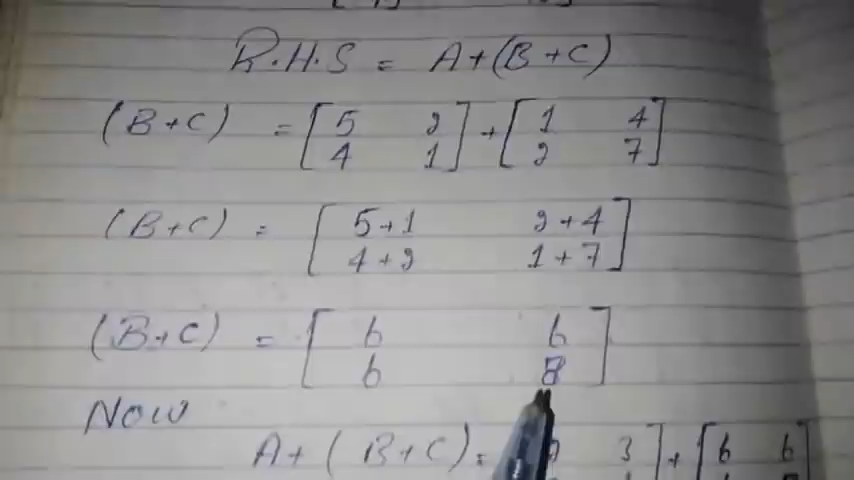 R.H.S = A+(B+C)
(B+C) = [5 2
4 1] + [1 4
2 7]
(B+C) = [5+1 2+4
4+2 1+7]
(B+C) = [6 6
6 8]
Now
A+(B+C) = 3] + [6 6